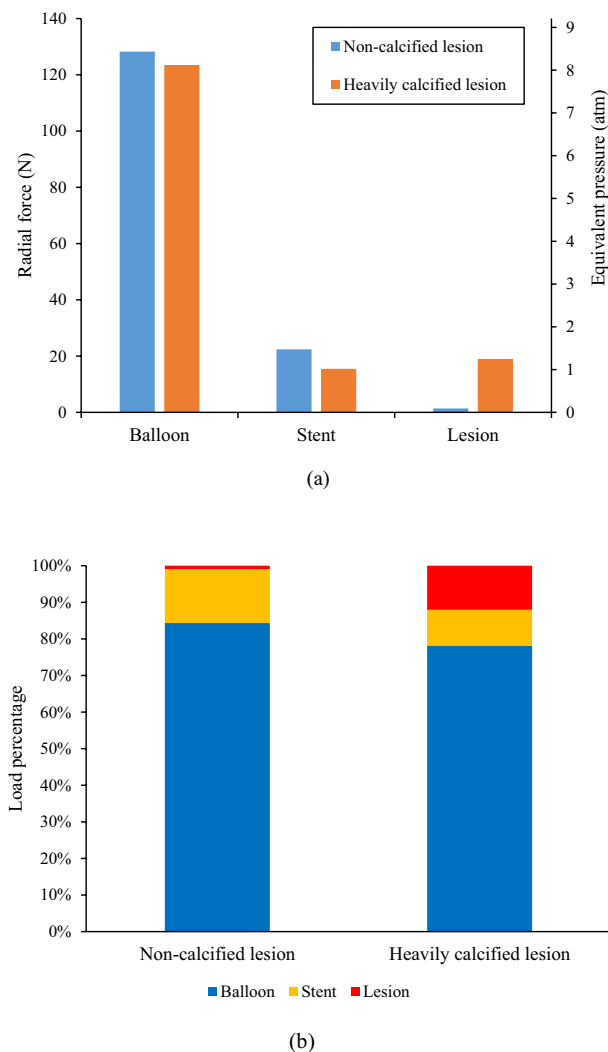 140
120
100
80
60
40
20
0
Radial force (N)
Non-calcified lesion
Heavily calcified lesion
9
8
7
6
5
4
3
2
1
0
Equivalent pressure (atm)
Balloon Stent Lesion
(a)
100%
90%
80%
70%
60%
50%
40%
30%
20%
10%
0%
Load percentage
Non-calcified lesion Heavily calcified lesion
Balloon Stent Lesion
(b)